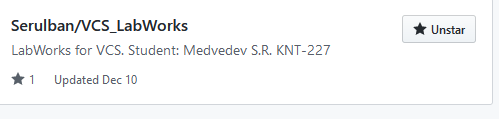 Serulban/VCS_LabWorks
Unstar
LabWorks for VCS. Student: Medvedev S.R. KNT-227
1 Updated Dec 10